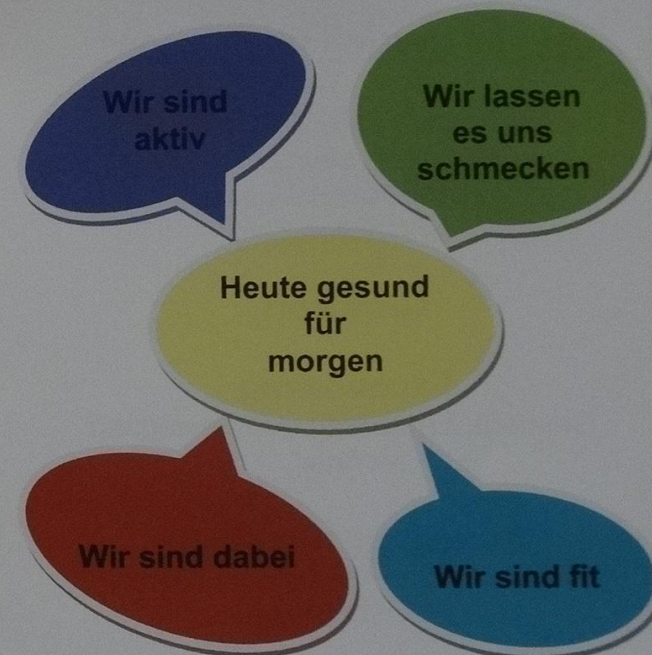 Wir sind
aktiv
Wir lassen
es uns
schmecken
Heute gesund
für
morgen
Wir sind dabei
Wir sind fit